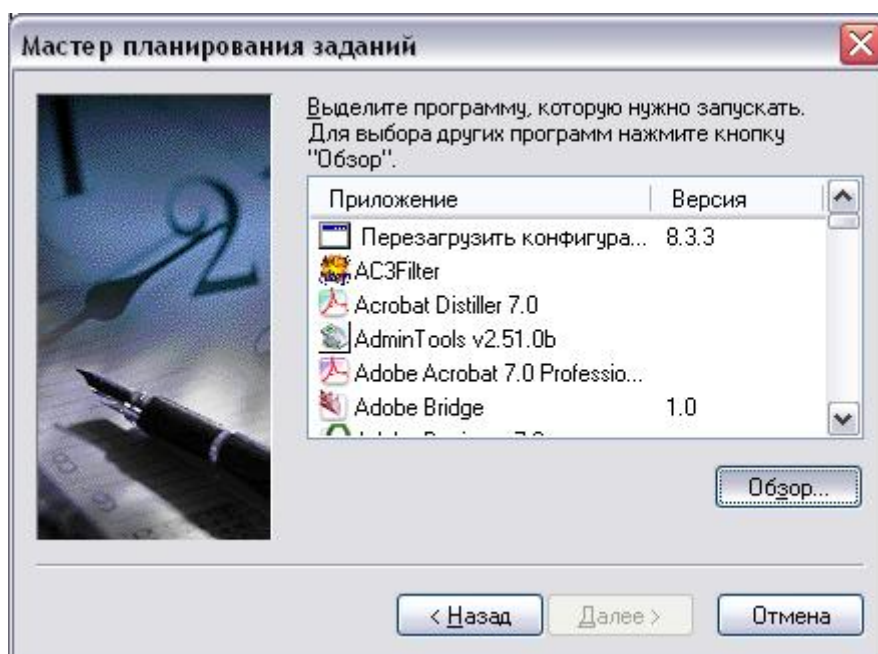 Мастер планирования заданий
Выделите программу, которую нужно запускать.
Для выбора других программ нажмите кнопку
"Обзор".
Приложение Версия
Перезагрузить конфигура... 8.3.3
AC3Filter
Acrobat Distiller 7.0
AdminTools v2.51.0b
Adobe Acrobat 7.0 Professio...
Adobe Bridge 1.0
Обзор...
< Назад Далее > Отмена